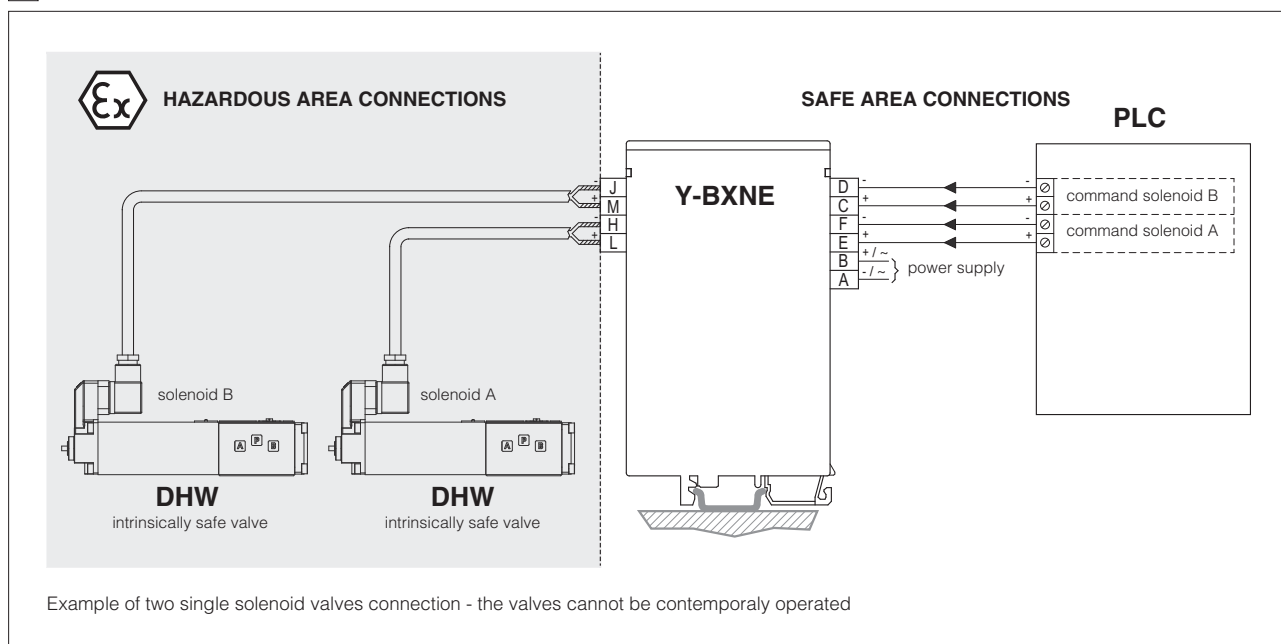 Ex HAZARDOUS AREA CONNECTIONS
SAFE AREA CONNECTIONS
PLC
Y-BXNE
- J
+ M
- H
+ L
D - - command solenoid B
C + +
F - - command solenoid A
E + +
B + / ~ power supply
A - / ~
solenoid B
solenoid A
A P B
A P B
DHW
intrinsically safe valve
DHW
intrinsically safe valve
Example of two single solenoid valves connection - the valves cannot be contemporaly operated